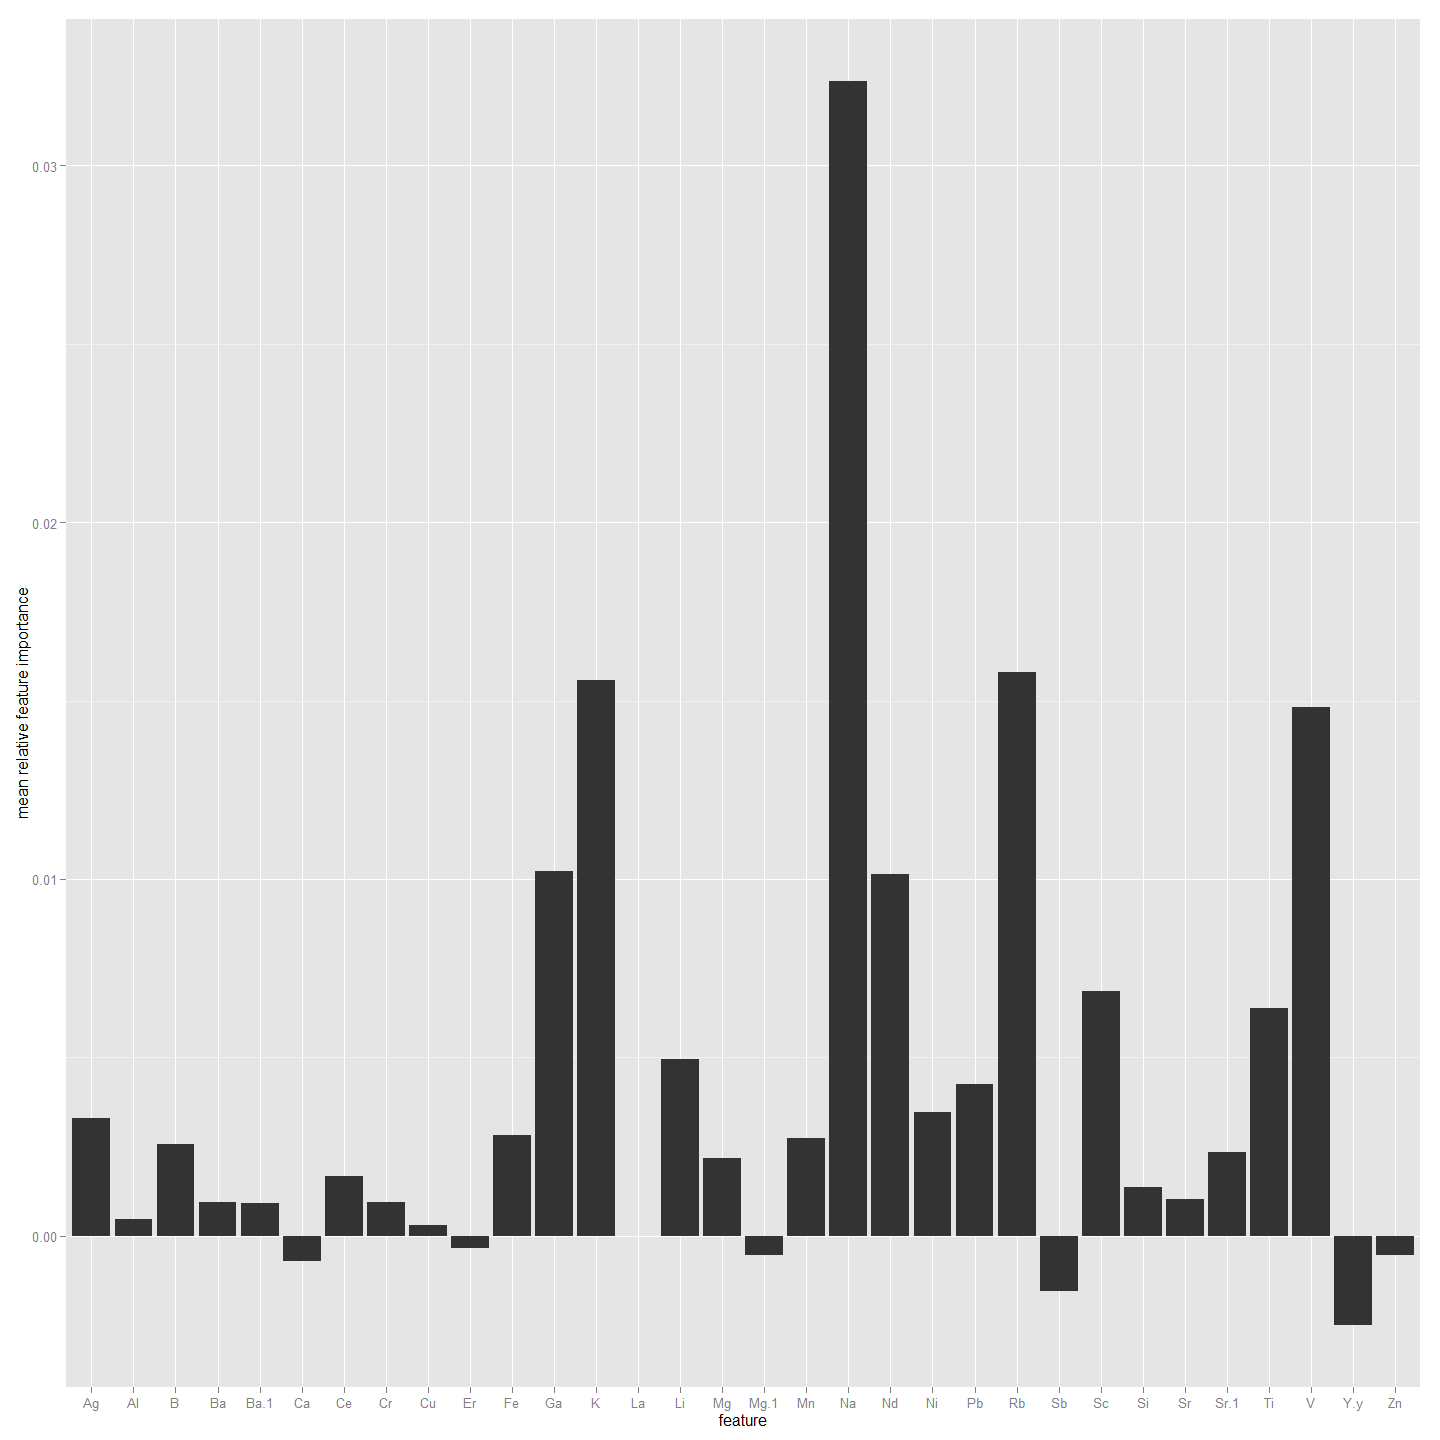 0.03
0.02
0.01
0.00
mean relative feature importance
Ag Al B Ba Ba.1 Ca Ce Cr Cu Er Fe Ga K La Li Mg Mg.1 Mn Na Nd Ni Pb Rb Sb Sc Si Sr Sr.1 Ti V Y.y Zn
feature